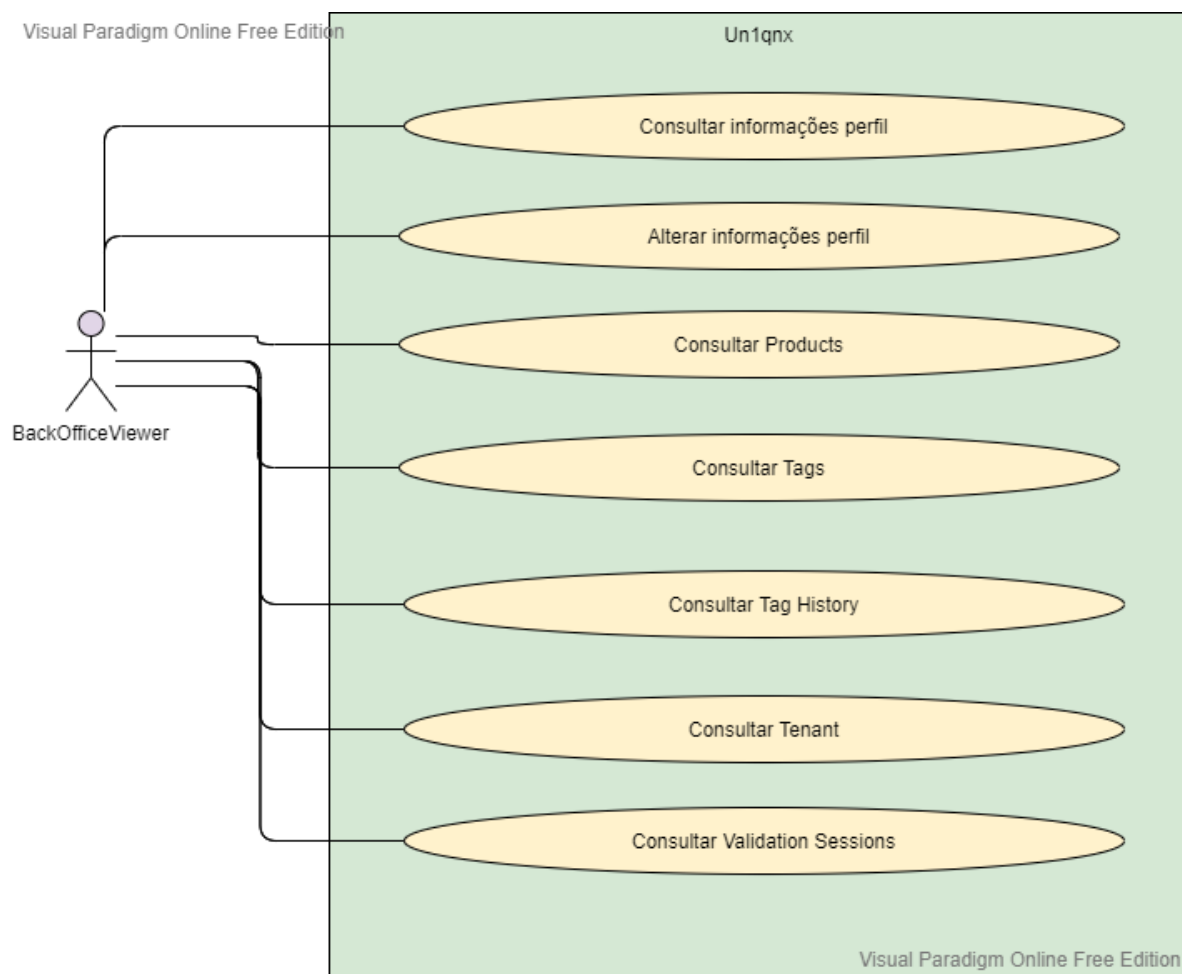 Visual Paradigm Online Free Edition
Un1qnx
Consultar informações perfil
Alterar informações perfil
Consultar Products
BackOfficeViewer
Consultar Tags
Consultar Tag History
Consultar Tenant
Consultar Validation Sessions
Visual Paradigm Online Free Edition